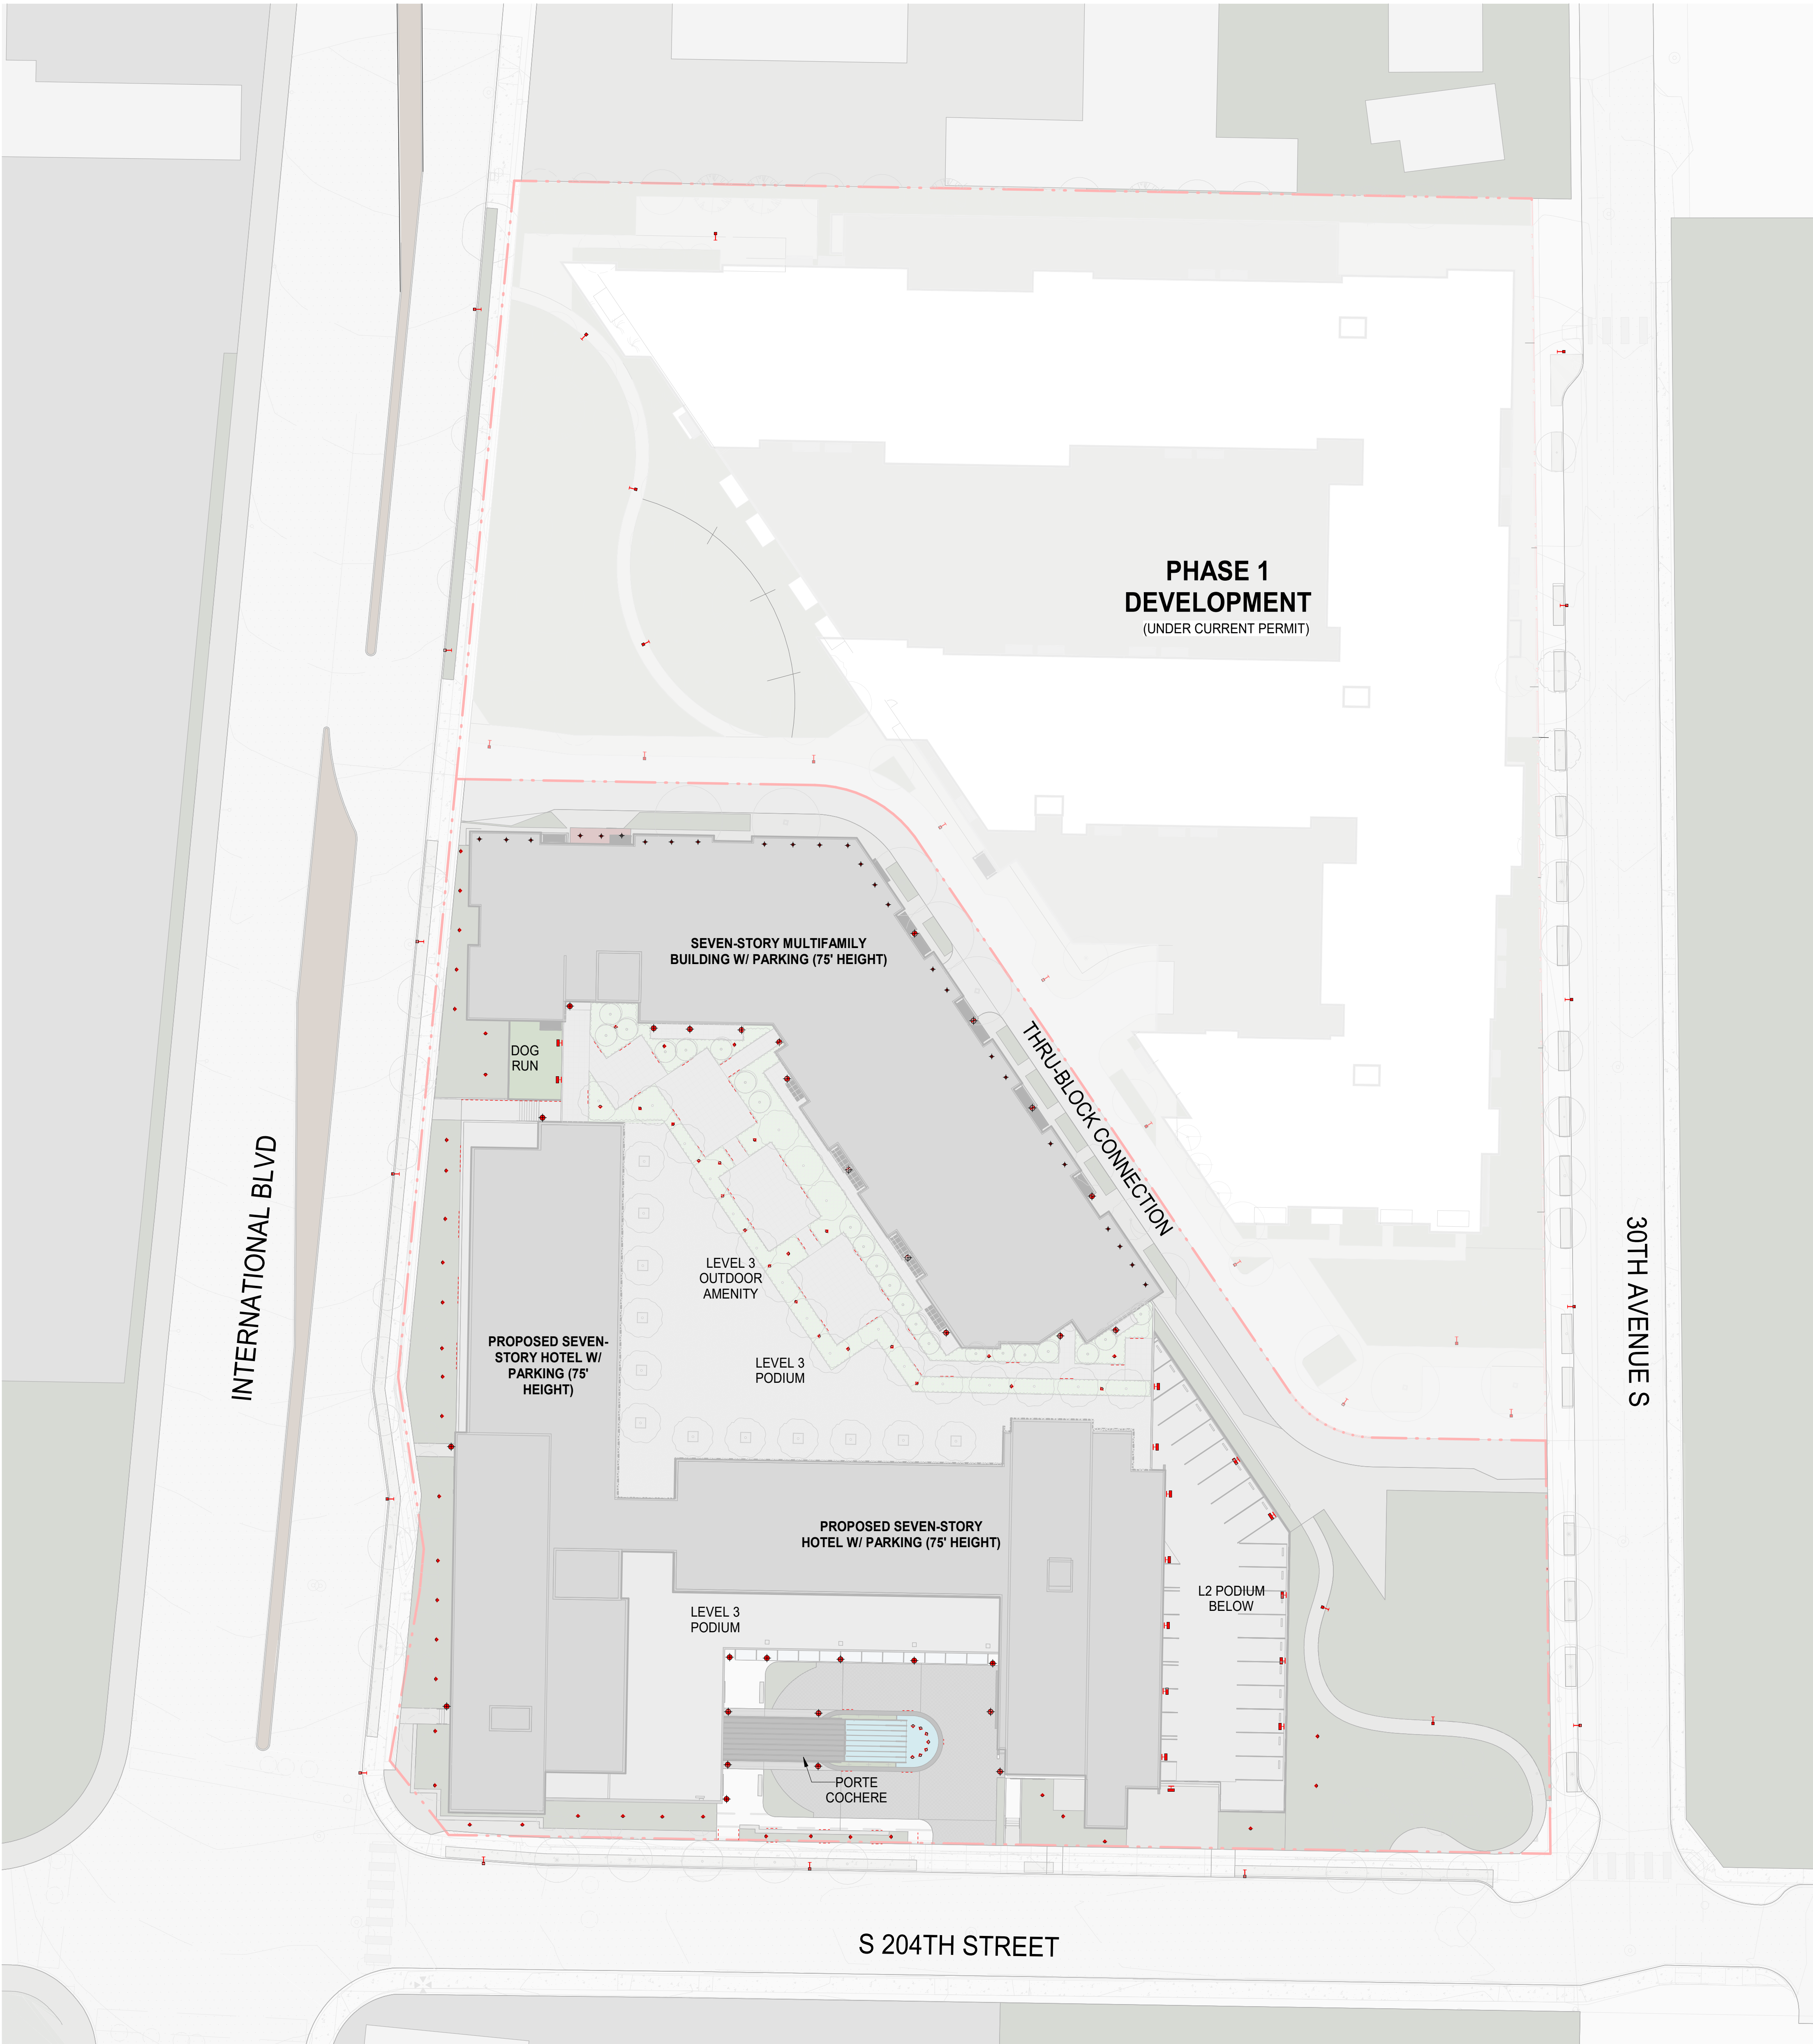 PHASE 1
DEVELOPMENT
(UNDER CURRENT PERMIT)
SEVEN-STORY MULTIFAMILY
BUILDING W/ PARKING (75' HEIGHT)
DOG
RUN
THRU-BLOCK CONNECTION
INTERNATIONAL BLVD
30TH AVENUE S
LEVEL 3
OUTDOOR
AMENITY
PROPOSED SEVEN-
STORY HOTEL W/
PARKING (75'
HEIGHT)
LEVEL 3
PODIUM
PROPOSED SEVEN-STORY
HOTEL W/ PARKING (75' HEIGHT)
L2 PODIUM
BELOW
LEVEL 3
PODIUM
PORTE
COCHERE
S 204TH STREET